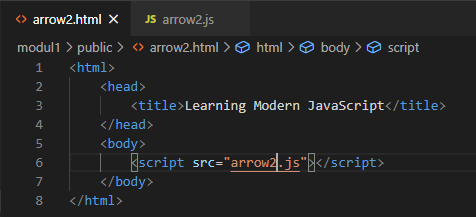 <> arrow2.html × JS arrow2.js
modul1 > public > <> arrow2.html > html > body > script
1 <html>
2 <head>
3 <title>Learning Modern JavaScript</title>
4 </head>
5 <body>
6 <script src="arrow2.js"></script>
7 </body>
8 </html>